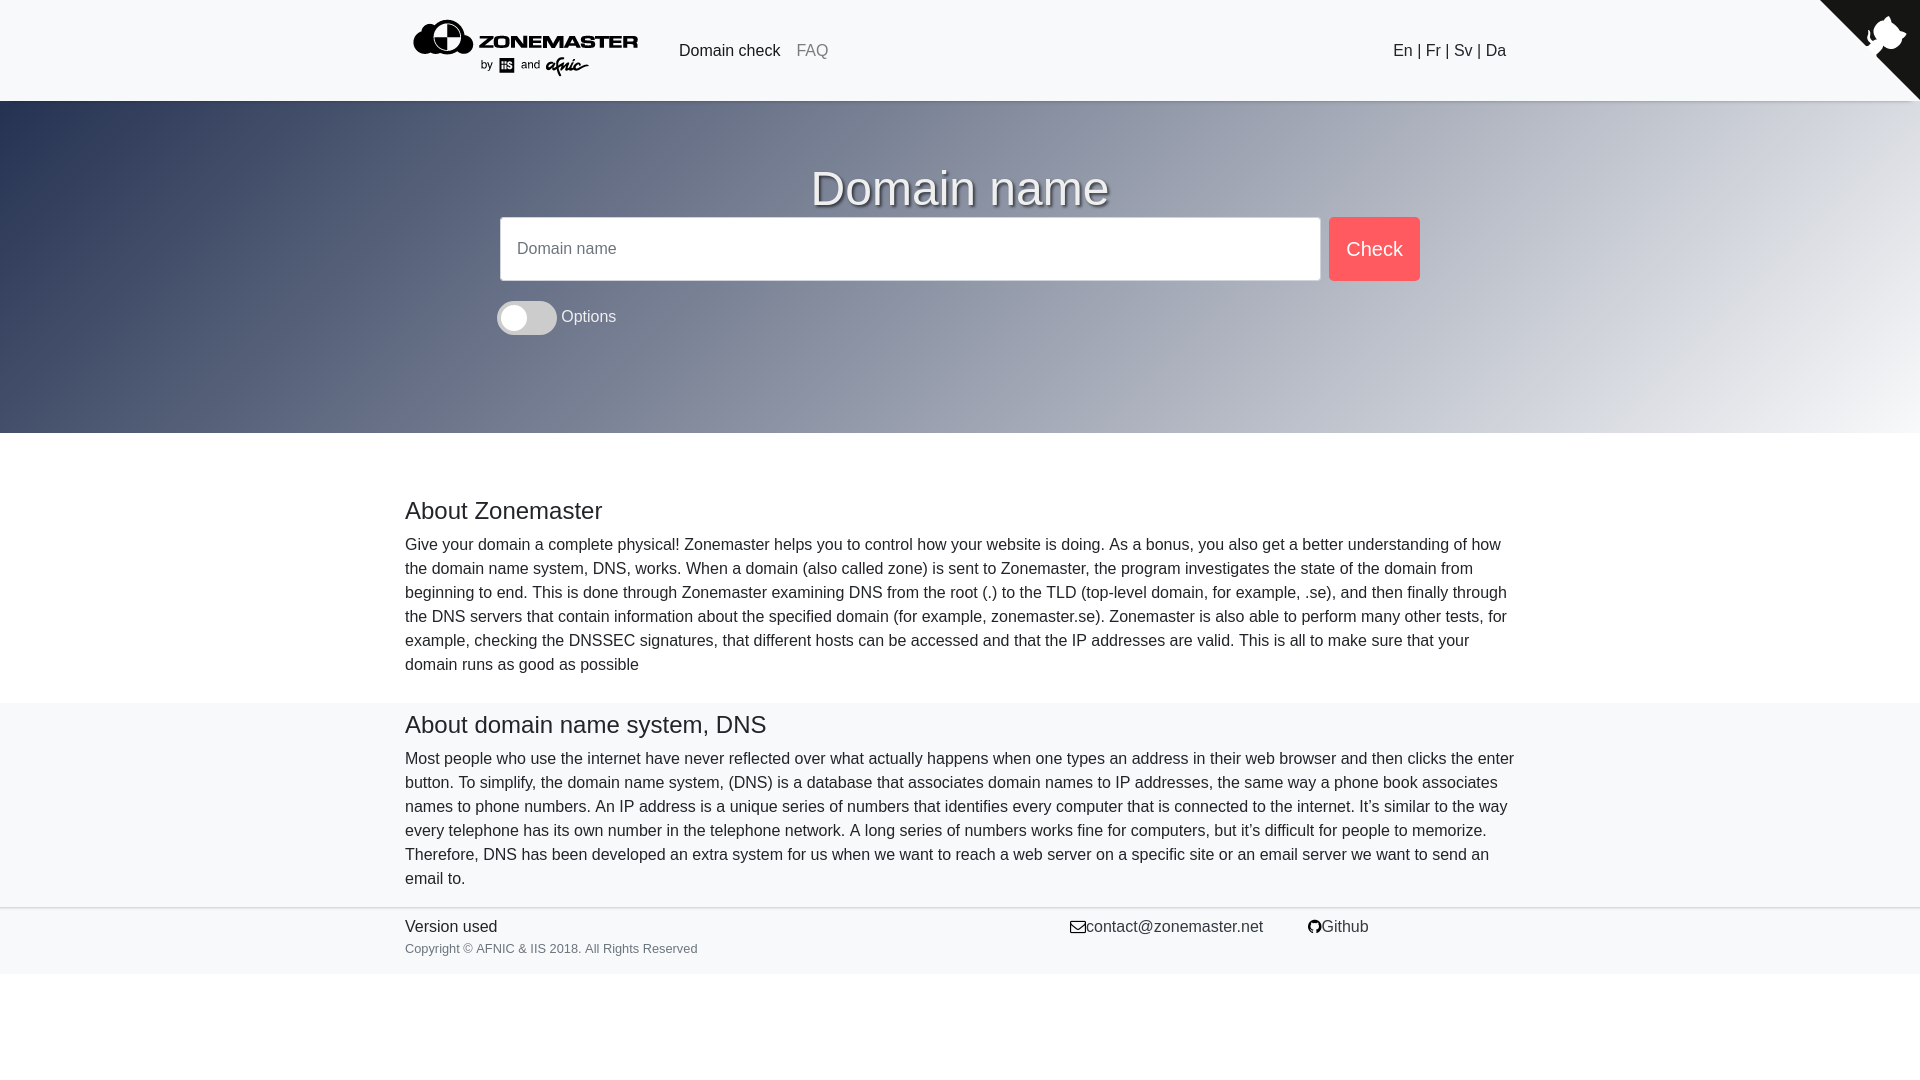 ZONEMASTER
by iis and afnic
Domain check FAQ
En | Fr | Sv | Da
Domain name
Domain name
Check
Options
About Zonemaster
Give your domain a complete physical! Zonemaster helps you to control how your website is doing. As a bonus, you also get a better understanding of how
the domain name system, DNS, works. When a domain (also called zone) is sent to Zonemaster, the program investigates the state of the domain from
beginning to end. This is done through Zonemaster examining DNS from the root (.) to the TLD (top-level domain, for example, .se), and then finally through
the DNS servers that contain information about the specified domain (for example, zonemaster.se). Zonemaster is also able to perform many other tests, for
example, checking the DNSSEC signatures, that different hosts can be accessed and that the IP addresses are valid. This is all to make sure that your
domain runs as good as possible
About domain name system, DNS
Most people who use the internet have never reflected over what actually happens when one types an address in their web browser and then clicks the enter
button. To simplify, the domain name system, (DNS) is a database that associates domain names to IP addresses, the same way a phone book associates
names to phone numbers. An IP address is a unique series of numbers that identifies every computer that is connected to the internet. It’s similar to the way
every telephone has its own number in the telephone network. A long series of numbers works fine for computers, but it’s difficult for people to memorize.
Therefore, DNS has been developed an extra system for us when we want to reach a web server on a specific site or an email server we want to send an
email to.
Version used
contact@zonemaster.net Github
Copyright © AFNIC & IIS 2018. All Rights Reserved